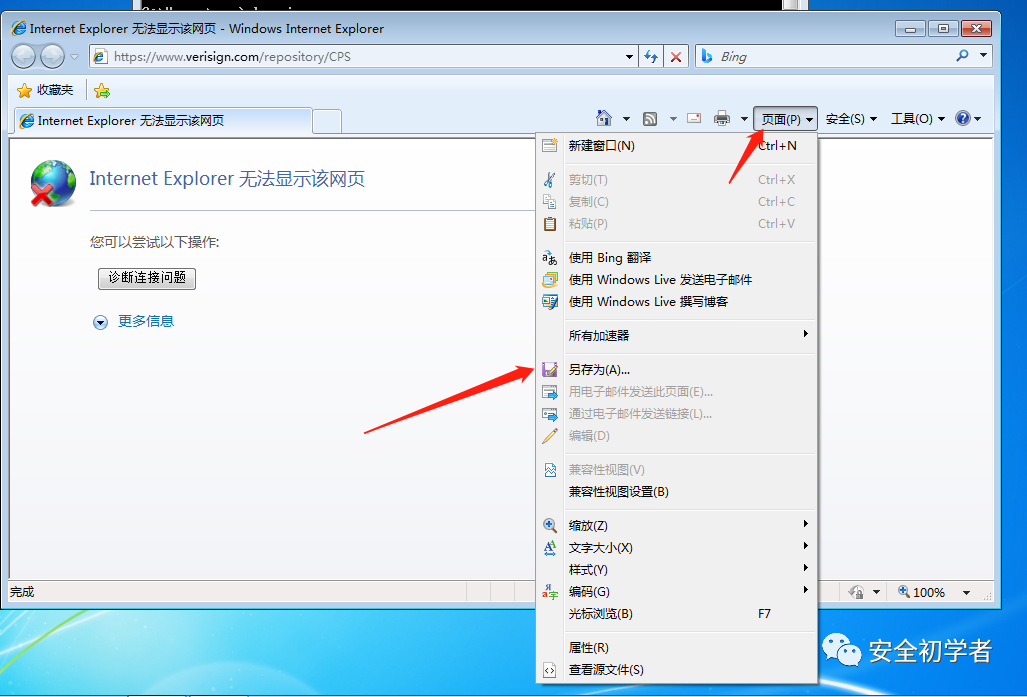 Internet Explorer 无法显示该网页 - Windows Internet Explorer
https://www.verisign.com/repository/CPS
Bing
收藏夹
Internet Explorer 无法显示该网页
页面(P)
安全(S)
工具(O)
Internet Explorer 无法显示该网页
您可以尝试以下操作:
诊断连接问题
更多信息
新建窗口(N) Ctrl+N
剪切(T) Ctrl+X
复制(C) Ctrl+C
粘贴(P) Ctrl+V
使用 Bing 翻译
使用 Windows Live 发送电子邮件
使用 Windows Live 撰写博客
所有加速器
另存为(A)...
用电子邮件发送此页面(E)...
通过电子邮件发送链接(L)...
编辑(D)
兼容性视图(V)
兼容性视图设置(B)
缩放(Z)
文字大小(X)
样式(Y)
编码(G)
光标浏览(B) F7
属性(R)
查看源文件(S)
完成
100%
安全初学者